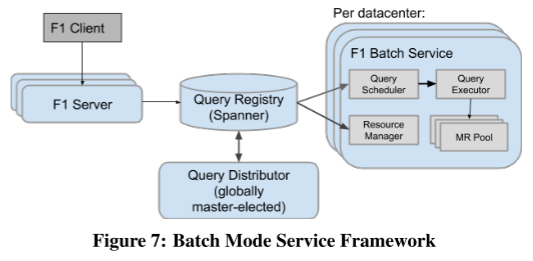 Per datacenter:
F1 Client
F1 Batch Service
Query
Scheduler
Query
Executor
F1 Server
Query Registry
(Spanner)
Resource
Manager
MR Pool
Query Distributor
(globally
master-elected)
Figure 7: Batch Mode Service Framework